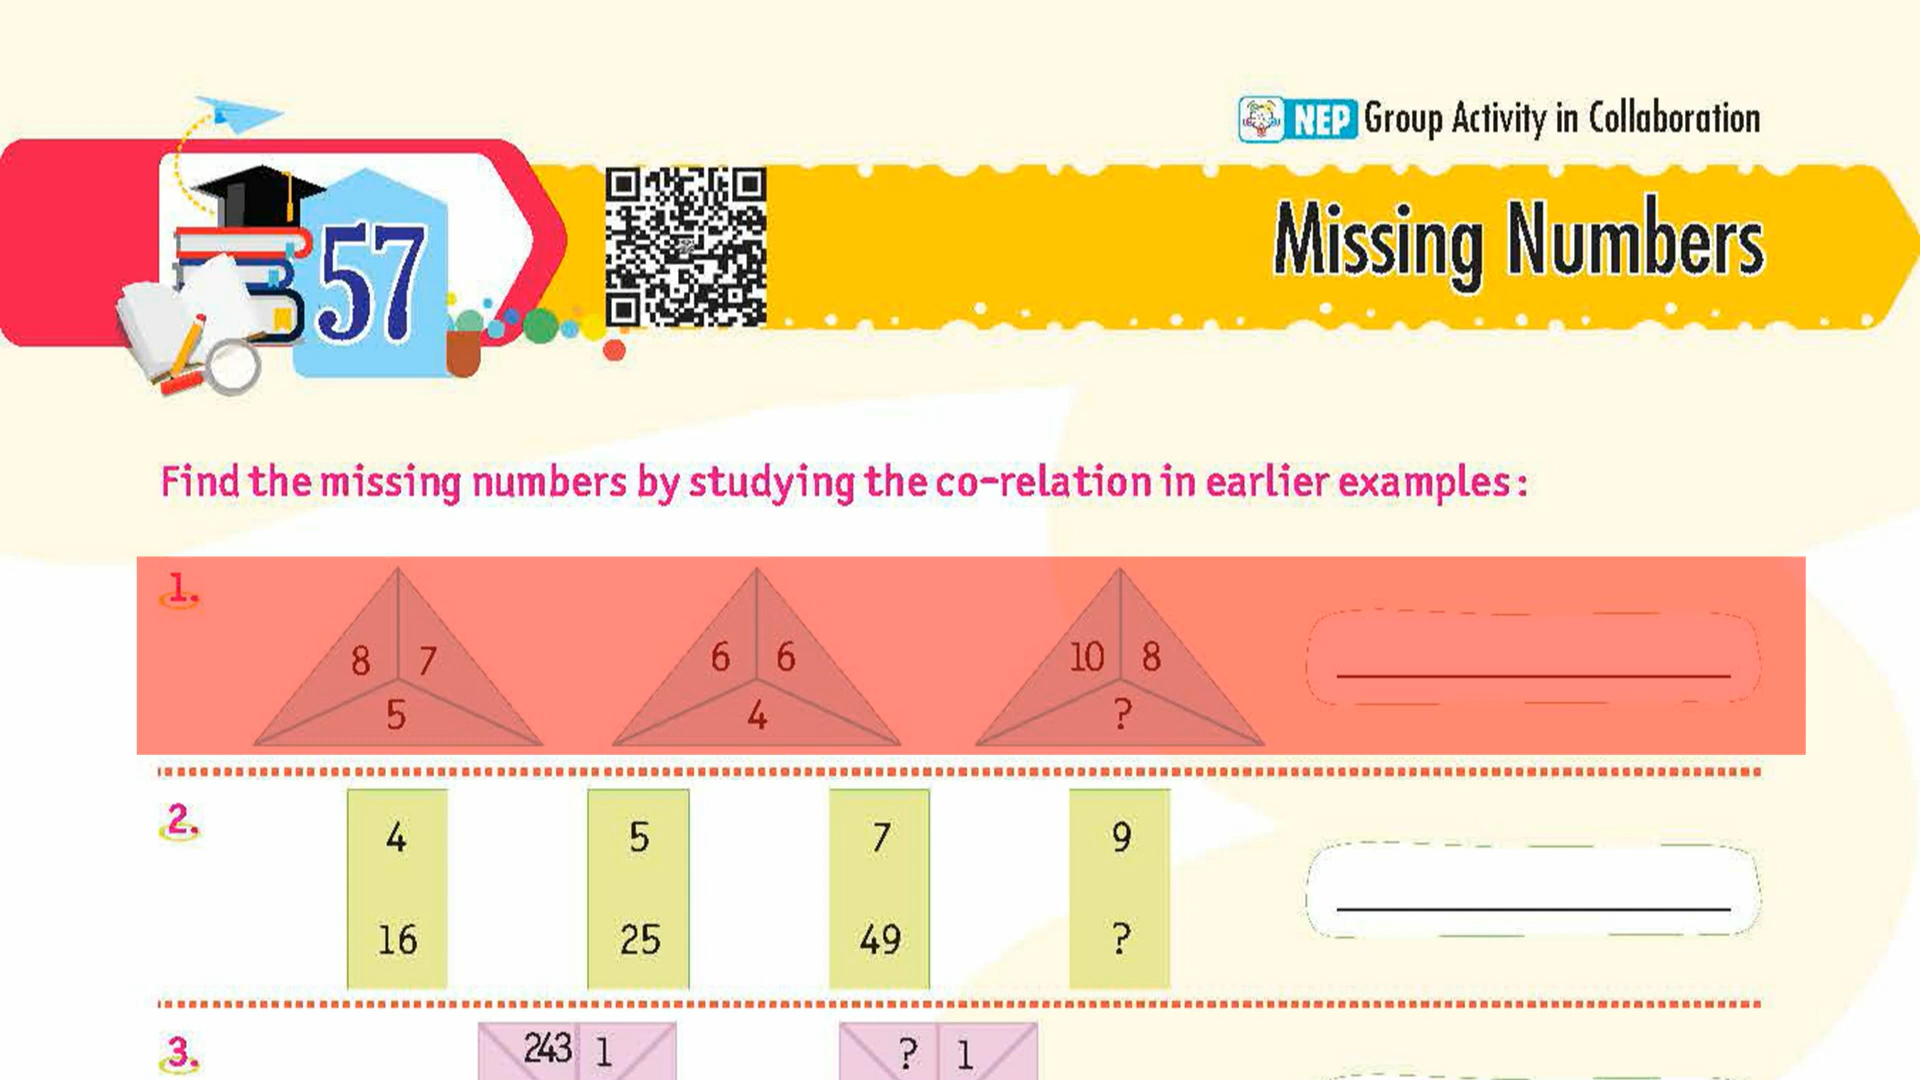 NEP Group Activity in Collaboration
57
Missing Numbers
Find the missing numbers by studying the co-relation in earlier examples :
1.
8 7 6 6 10 8
5 4 ?
2.
4 5 7 9
16 25 49 ?
3.
243 1 ? 1